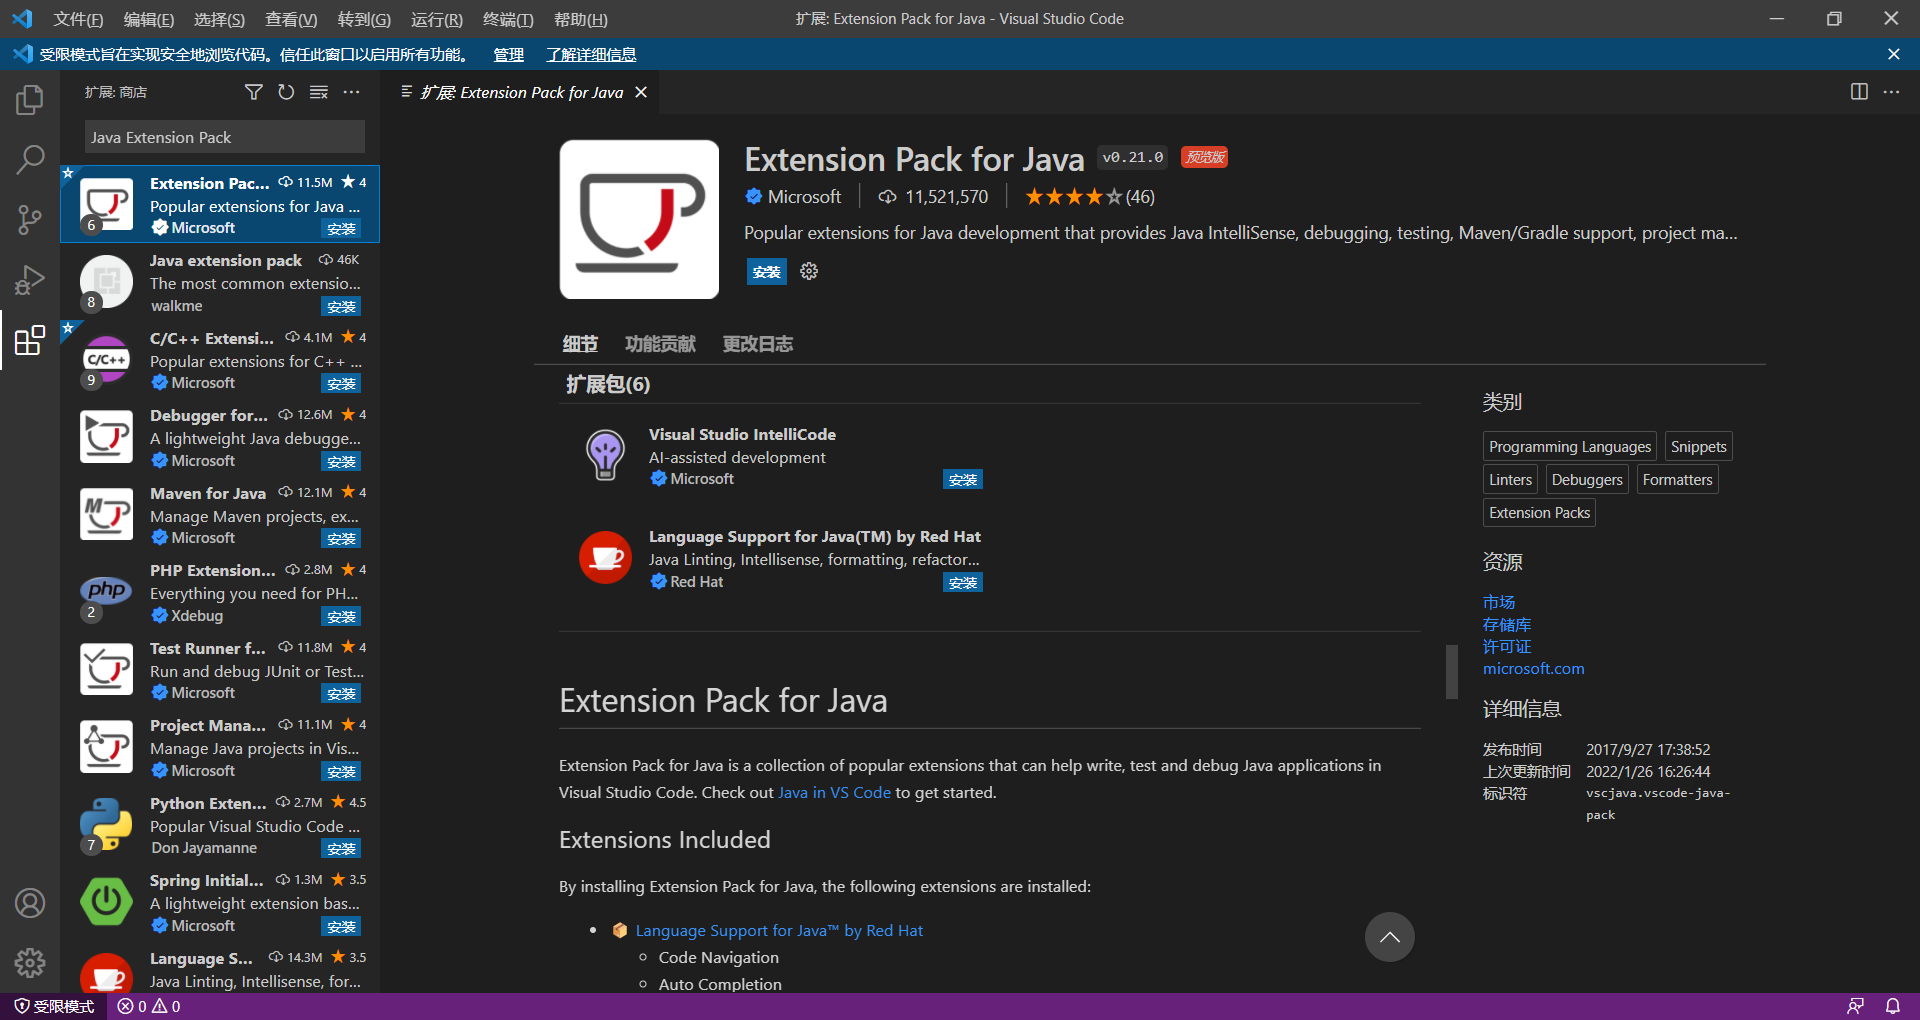 文件(F) 编辑(E) 选择(S) 查看(V) 转到(G) 运行(R) 终端(T) 帮助(H) 扩展: Extension Pack for Java - Visual Studio Code
受限模式旨在实现安全地浏览代码。信任此窗口以启用所有功能。 管理 了解详细信息
扩展: 商店
Java Extension Pack
Extension Pac... 11.5M 4
Popular extensions for Java ...
6
Microsoft 安装
Java extension pack 46K
The most common extensio...
8
walkme 安装
C/C++ Extensi... 4.1M 4
C/C++
Popular extensions for C++ ...
9
Microsoft 安装
Debugger for... 12.6M 4
A lightweight Java debugge...
Microsoft 安装
Maven for Java 12.1M 4
M
Manage Maven projects, ex...
Microsoft 安装
PHP Extension... 2.8M 4
php
Everything you need for PH...
2
Xdebug 安装
Test Runner f... 11.8M 4
Run and debug JUnit or Test...
Microsoft 安装
Project Mana... 11.1M 4
Manage Java projects in Vis...
Microsoft 安装
Python Exten... 2.7M 4.5
Popular Visual Studio Code ...
7
Don Jayamanne 安装
Spring Initial... 1.3M 3.5
A lightweight extension bas...
Microsoft 安装
Language S... 14.3M 3.5
Java Linting, Intellisense, for...
扩展: Extension Pack for Java
Extension Pack for Java v0.21.0 预览版
Microsoft 11,521,570 (46)
Popular extensions for Java development that provides Java IntelliSense, debugging, testing, Maven/Gradle support, project ma...
安装
细节 功能贡献 更改日志
扩展包(6)
Visual Studio IntelliCode
AI-assisted development
Microsoft 安装
Language Support for Java(TM) by Red Hat
Java Linting, Intellisense, formatting, refactor...
Red Hat 安装
Extension Pack for Java
Extension Pack for Java is a collection of popular extensions that can help write, test and debug Java applications in
Visual Studio Code. Check out Java in VS Code to get started.
Extensions Included
By installing Extension Pack for Java, the following extensions are installed:
• Language Support for Java™ by Red Hat
◦ Code Navigation
◦ Auto Completion
类别
Programming Languages Snippets
Linters Debuggers Formatters
Extension Packs
资源
市场
存储库
许可证
microsoft.com
详细信息
发布时间 2017/9/27 17:38:52
上次更新时间 2022/1/26 16:26:44
标识符 vscjava.vscode-java-
pack
受限模式 0 0